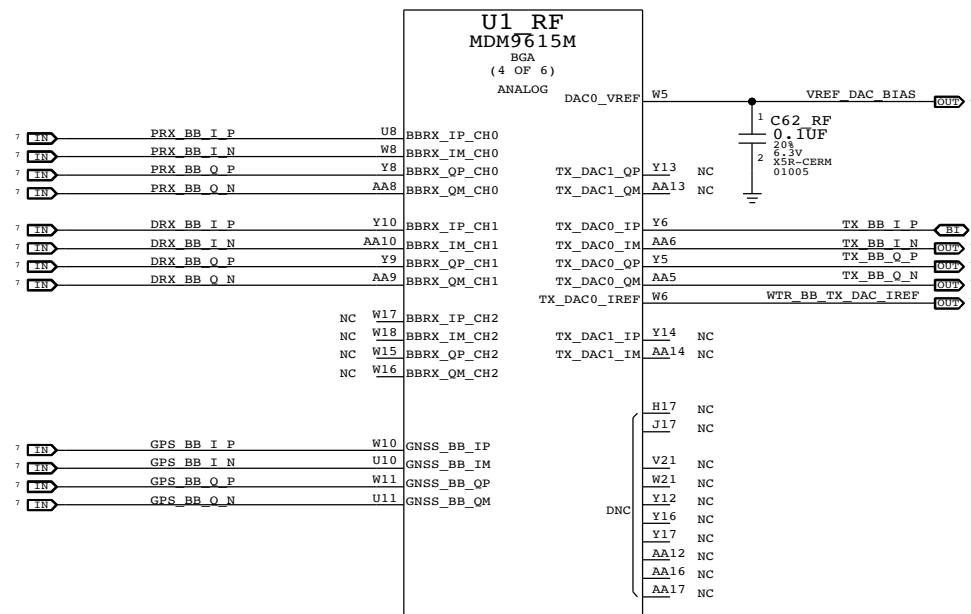 U1_RF
MDM9615M
BGA
(4 OF 6)
ANALOG
DAC0_VREF W5 VREF_DAC_BIAS OUT
1 C62_RF
0.1UF
20%
6.3V
2 X5R-CERM
01005
7 IN PRX_BB_I_P U8 BBRX_IP_CH0
7 IN PRX_BB_I_N W8 BBRX_IM_CH0
7 IN PRX_BB_Q_P Y8 BBRX_QP_CH0
7 IN PRX_BB_Q_N AA8 BBRX_QM_CH0
TX_DAC1_QP Y13 NC
TX_DAC1_QM AA13 NC
7 IN DRX_BB_I_P Y10 BBRX_IP_CH1
7 IN DRX_BB_I_N AA10 BBRX_IM_CH1
7 IN DRX_BB_Q_P Y9 BBRX_QP_CH1
7 IN DRX_BB_Q_N AA9 BBRX_QM_CH1
TX_DAC0_IP Y6 TX_BB_I_P BI
TX_DAC0_IM AA6 TX_BB_I_N OUT
TX_DAC0_QP Y5 TX_BB_Q_P OUT
TX_DAC0_QM AA5 TX_BB_Q_N OUT
TX_DAC0_IREF W6 WTR_BB_TX_DAC_IREF OUT
NC W17 BBRX_IP_CH2
NC W18 BBRX_IM_CH2
NC W15 BBRX_QP_CH2
NC W16 BBRX_QM_CH2
TX_DAC1_IP Y14 NC
TX_DAC1_IM AA14 NC
7 IN GPS_BB_I_P W10 GNSS_BB_IP
7 IN GPS_BB_I_N U10 GNSS_BB_IM
7 IN GPS_BB_Q_P W11 GNSS_BB_QP
7 IN GPS_BB_Q_N U11 GNSS_BB_QM
DNC
H17 NC
J17 NC
V21 NC
W21 NC
Y12 NC
Y16 NC
Y17 NC
AA12 NC
AA16 NC
AA17 NC